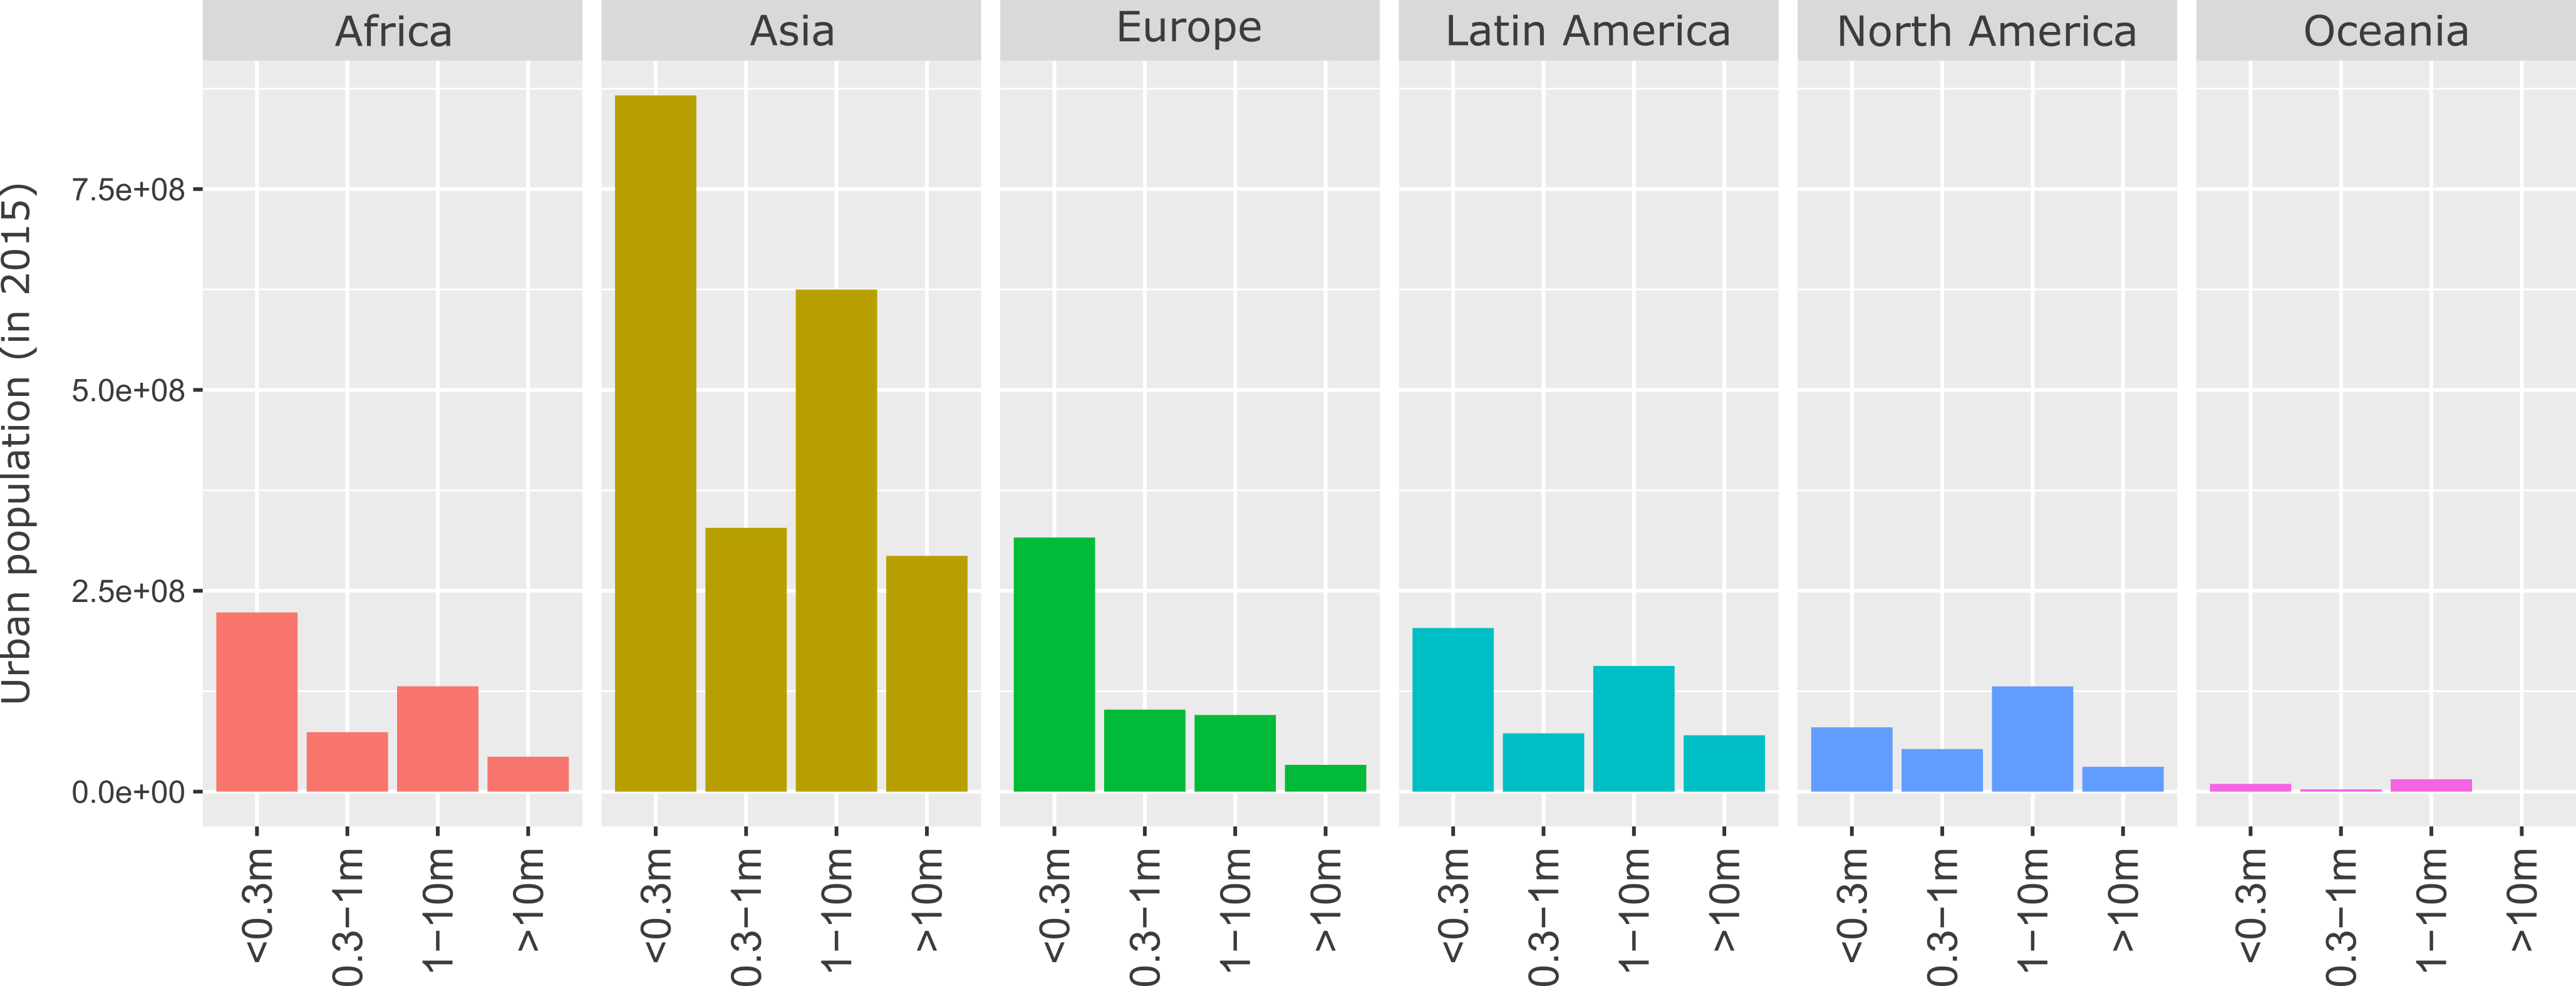 Africa
Asia
Europe
Latin America
North America
Oceania
Urban population (in 2015)
7.5e+08
5.0e+08
2.5e+08
0.0e+00
<0.3m
0.3−1m
1−10m
>10m
<0.3m
0.3−1m
1−10m
>10m
<0.3m
0.3−1m
1−10m
>10m
<0.3m
0.3−1m
1−10m
>10m
<0.3m
0.3−1m
1−10m
>10m
<0.3m
0.3−1m
1−10m
>10m